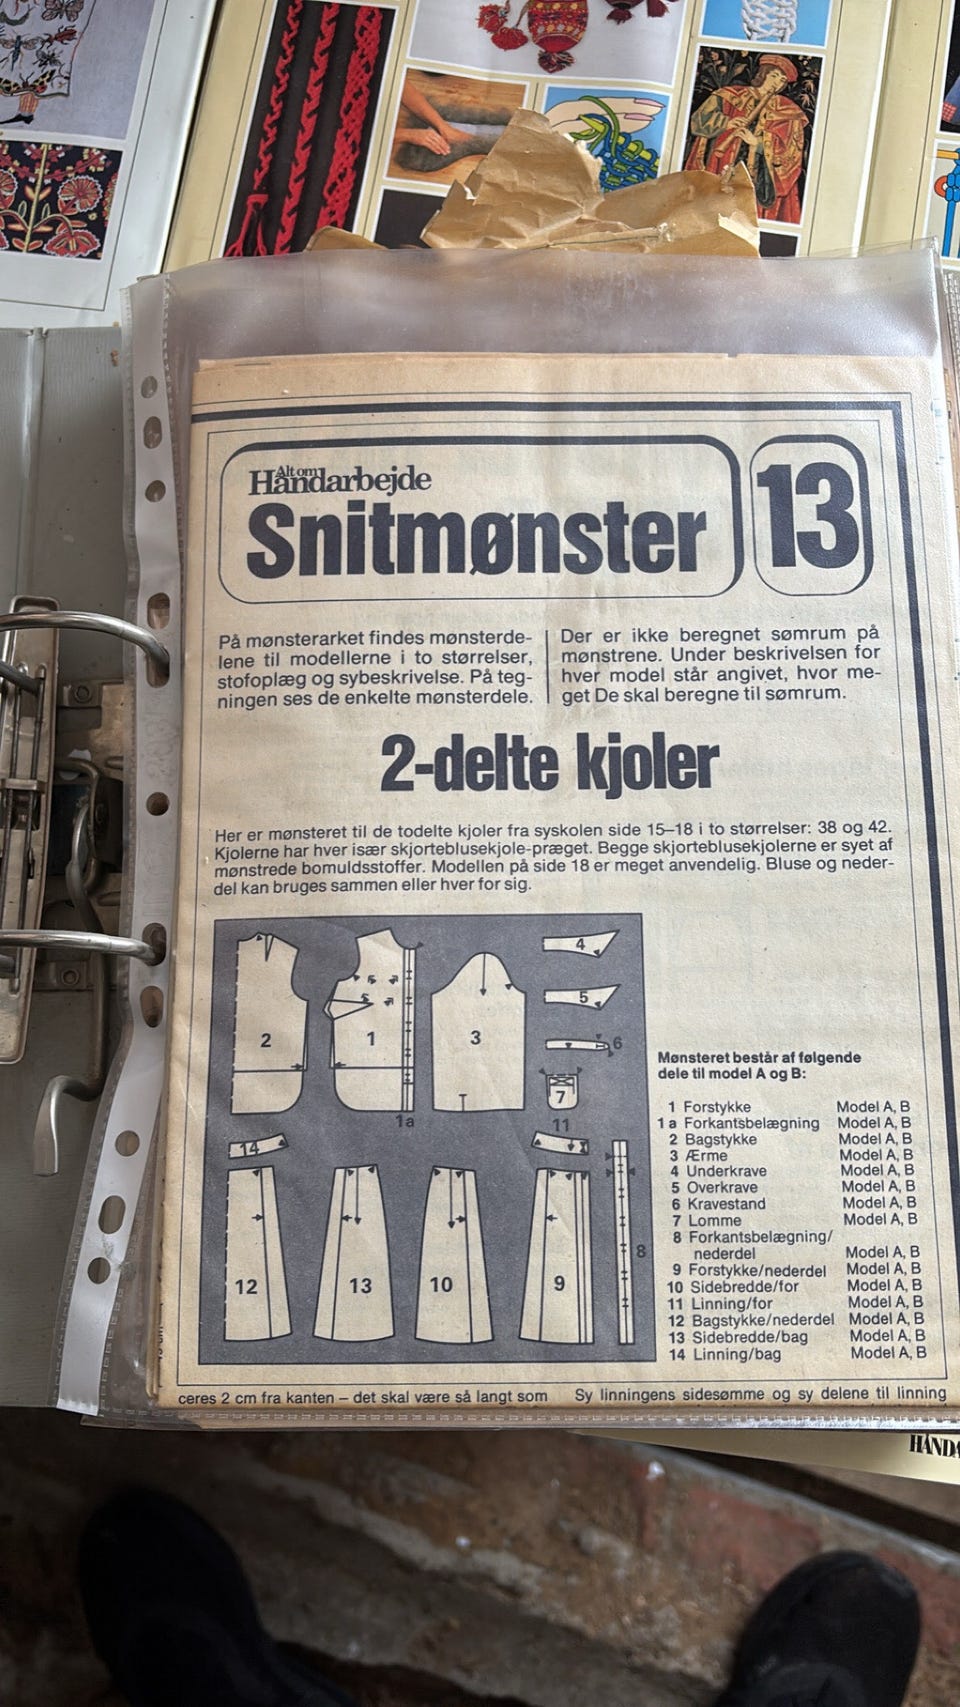 Alt om
Håndarbejde
Snitmønster
13
På mønsterarket findes mønsterde-
lene til modellerne i to størrelser,
stofoplæg og sybeskrivelse. På teg-
ningen ses de enkelte mønsterdele.
Der er ikke beregnet sømrum på
mønstrene. Under beskrivelsen for
hver model står angivet, hvor me-
get De skal beregne til sømrum.
2-delte kjoler
Her er mønsteret til de todelte kjoler fra syskolen side 15–18 i to størrelser: 38 og 42.
Kjolerne har hver især skjorteblusekjole-præget. Begge skjorteblusekjolerne er syet af
mønstrede bomuldsstoffer. Modellen på side 18 er meget anvendelig. Bluse og neder-
del kan bruges sammen eller hver for sig.
2
1
3
4
5
6
7
1a
14
11
12
13
10
9
8
Mønsteret består af følgende
dele til model A og B:
1 Forstykke Model A, B
1a Forkantsbelægning Model A, B
2 Bagstykke Model A, B
3 Ærme Model A, B
4 Underkrave Model A, B
5 Overkrave Model A, B
6 Kravestand Model A, B
7 Lomme Model A, B
8 Forkantsbelægning/
nederdel Model A, B
9 Forstykke/nederdel Model A, B
10 Sidebredde/for Model A, B
11 Linning/for Model A, B
12 Bagstykke/nederdel Model A, B
13 Sidebredde/bag Model A, B
14 Linning/bag Model A, B
ceres 2 cm fra kanten – det skal være så langt som
Sy linningens sidesømme og sy delene til linning